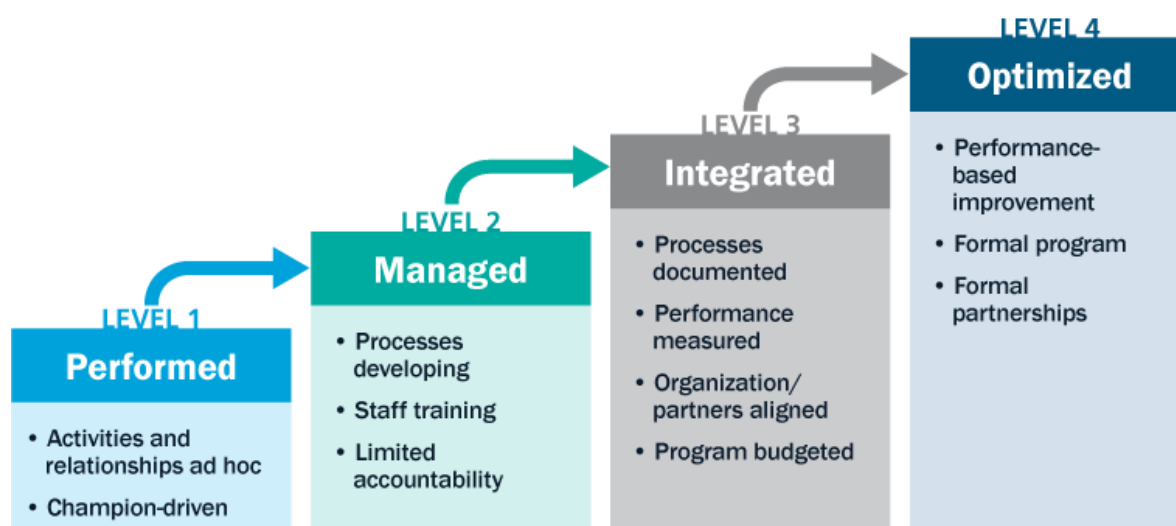 LEVEL 1
Performed
• Activities and
relationships ad hoc
• Champion-driven
LEVEL 2
Managed
• Processes
developing
• Staff training
• Limited
accountability
LEVEL 3
Integrated
• Processes
documented
• Performance
measured
• Organization/
partners aligned
• Program budgeted
LEVEL 4
Optimized
• Performance-
based
improvement
• Formal program
• Formal
partnerships